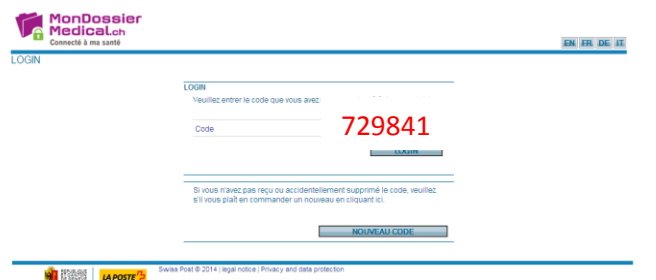 MonDossier
Medical.ch
Connecté à ma santé
EN FR DE IT
LOGIN
LOGIN
Veuillez entrer le code que vous avez
Code
729841
LOGIN
Si vous n'avez pas reçu ou accidentellement supprimé le code, veuillez
s'il vous plaît en commander un nouveau en cliquant ici.
NOUVEAU CODE
LA POSTE
Swiss Post © 2014 | legal notice | Privacy and data protection